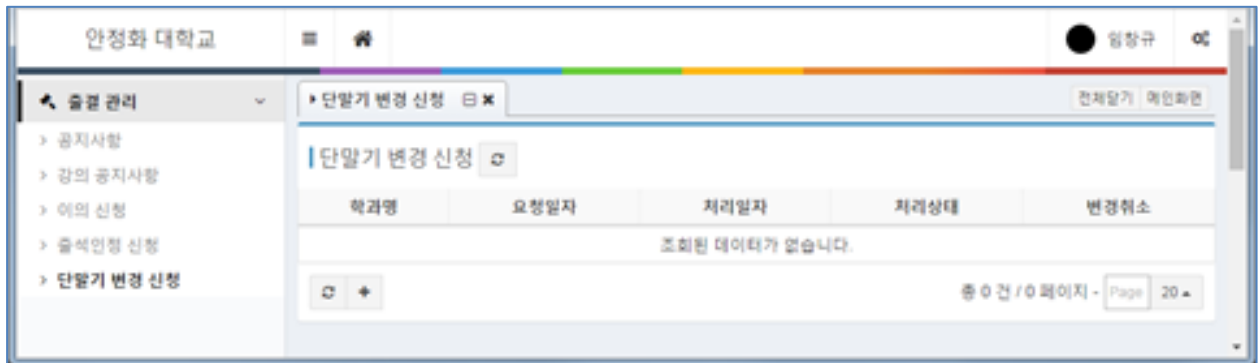 안정화 대학교
임창규
출결 관리
단말기 변경 신청
전체닫기 메인화면
공지사항
강의 공지사항
이의 신청
출석인정 신청
단말기 변경 신청
단말기 변경 신청
학과명 요청일자 처리일자 처리상태 변경취소
조회된 데이터가 없습니다.
총 0 건 / 0 페이지 - Page 20